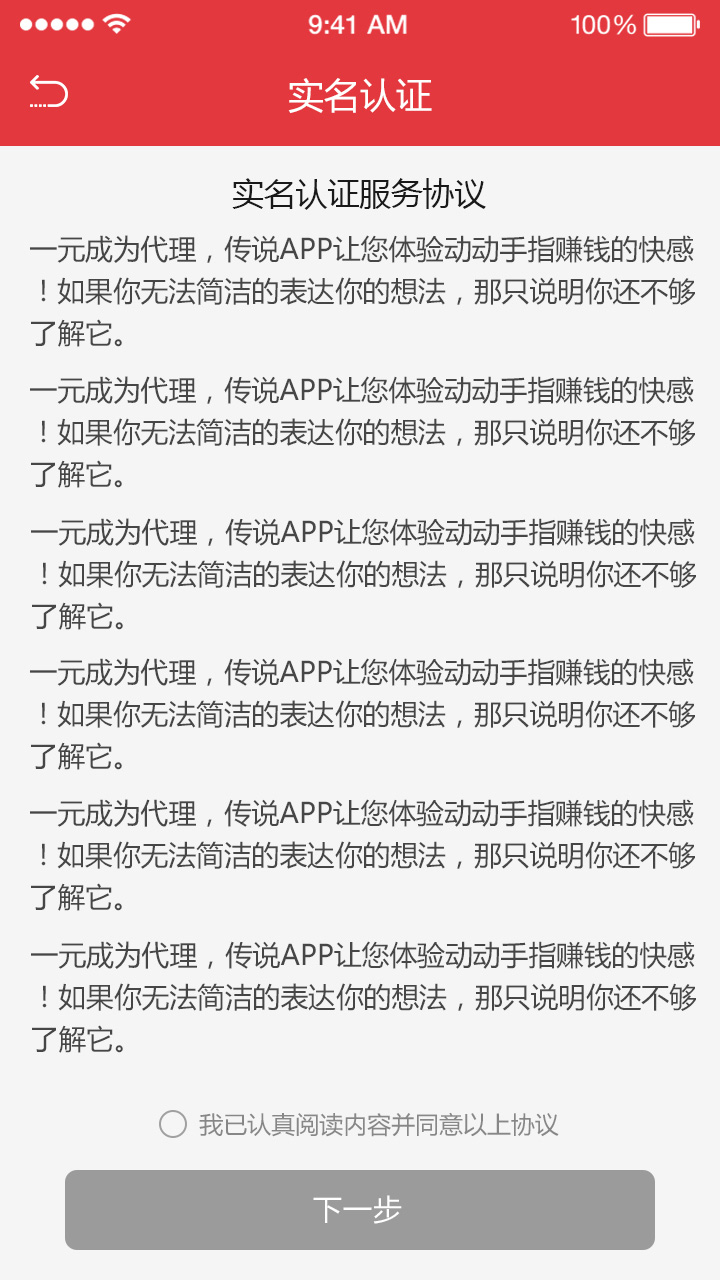 9:41 AM 100%
实名认证
实名认证服务协议
一元成为代理，传说APP让您体验动动手指赚钱的快感
！如果你无法简洁的表达你的想法，那只说明你还不够
了解它。
一元成为代理，传说APP让您体验动动手指赚钱的快感
！如果你无法简洁的表达你的想法，那只说明你还不够
了解它。
一元成为代理，传说APP让您体验动动手指赚钱的快感
！如果你无法简洁的表达你的想法，那只说明你还不够
了解它。
一元成为代理，传说APP让您体验动动手指赚钱的快感
！如果你无法简洁的表达你的想法，那只说明你还不够
了解它。
一元成为代理，传说APP让您体验动动手指赚钱的快感
！如果你无法简洁的表达你的想法，那只说明你还不够
了解它。
一元成为代理，传说APP让您体验动动手指赚钱的快感
！如果你无法简洁的表达你的想法，那只说明你还不够
了解它。
我已认真阅读内容并同意以上协议
下一步